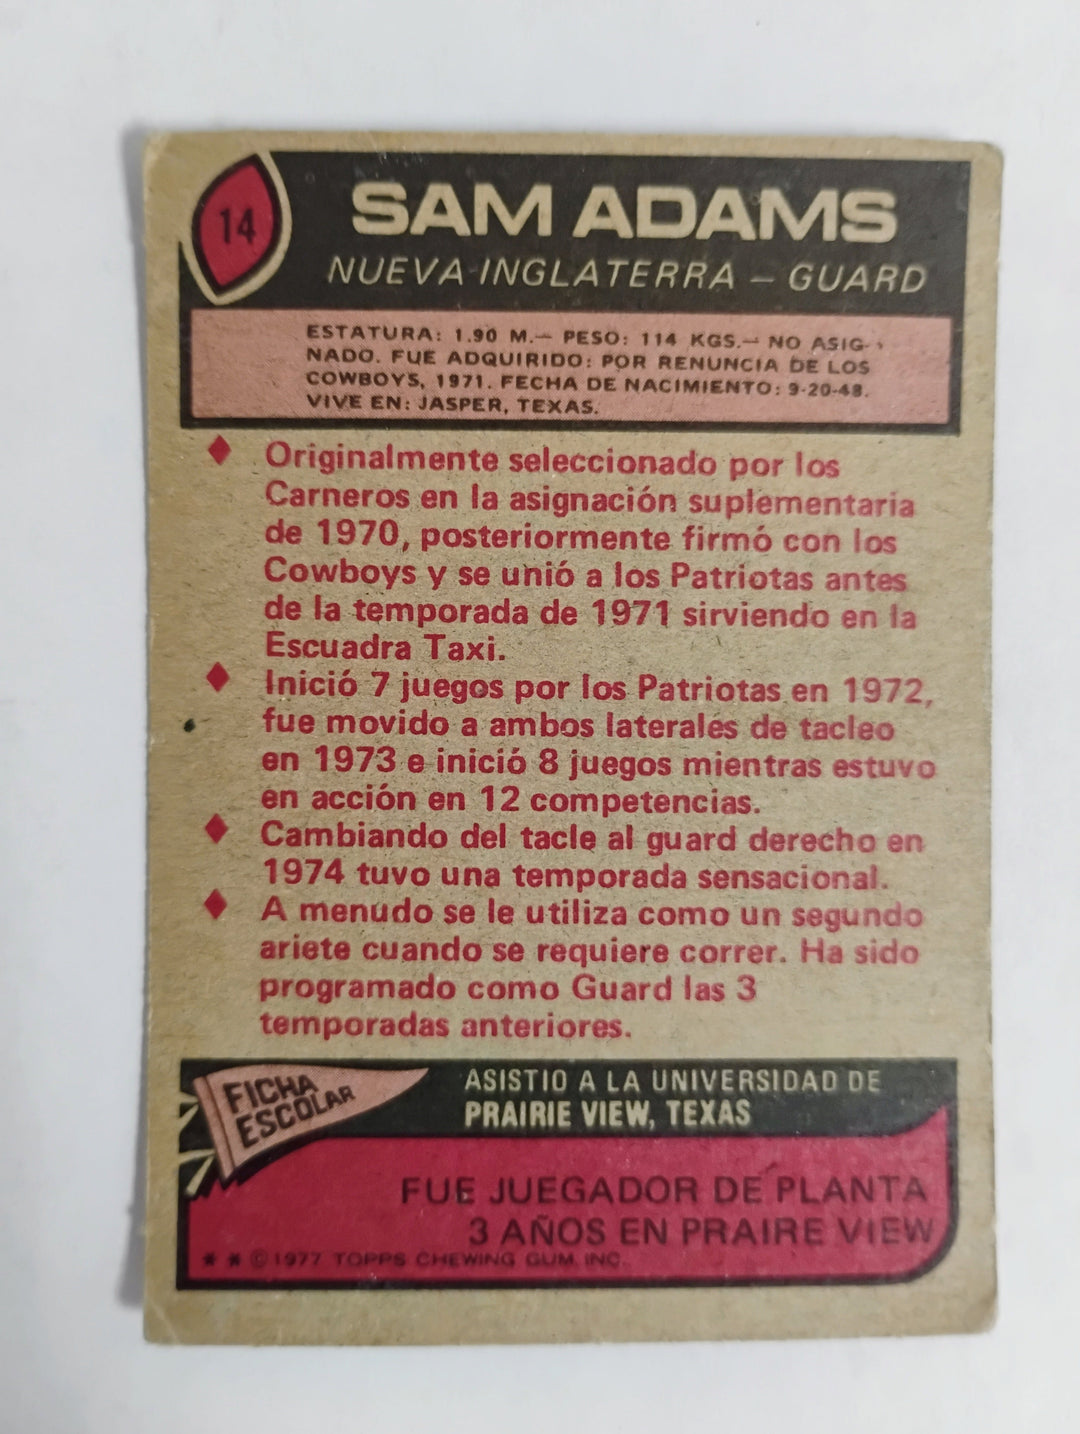 14
SAM ADAMS
NUEVA INGLATERRA – GUARD
ESTATURA: 1.90 M.— PESO: 114 KGS.— NO ASIG-
NADO. FUE ADQUIRIDO: POR RENUNCIA DE LOS
COWBOYS, 1971. FECHA DE NACIMIENTO: 9-20-48.
VIVE EN: JASPER, TEXAS.
♦ Originalmente seleccionado por los
Carneros en la asignación suplementaria
de 1970, posteriormente firmó con los
Cowboys y se unió a los Patriotas antes
de la temporada de 1971 sirviendo en la
Escuadra Taxi.
♦ Inició 7 juegos por los Patriotas en 1972,
fue movido a ambos laterales de tacleo
en 1973 e inició 8 juegos mientras estuvo
en acción en 12 competencias.
♦ Cambiando del tacle al guard derecho en
1974 tuvo una temporada sensacional.
♦ A menudo se le utiliza como un segundo
ariete cuando se requiere correr. Ha sido
programado como Guard las 3
temporadas anteriores.
FICHA
ESCOLAR
ASISTIO A LA UNIVERSIDAD DE
PRAIRIE VIEW, TEXAS
FUE JUEGADOR DE PLANTA
3 AÑOS EN PRAIRE VIEW
* * © 1977 TOPPS CHEWING GUM, INC.